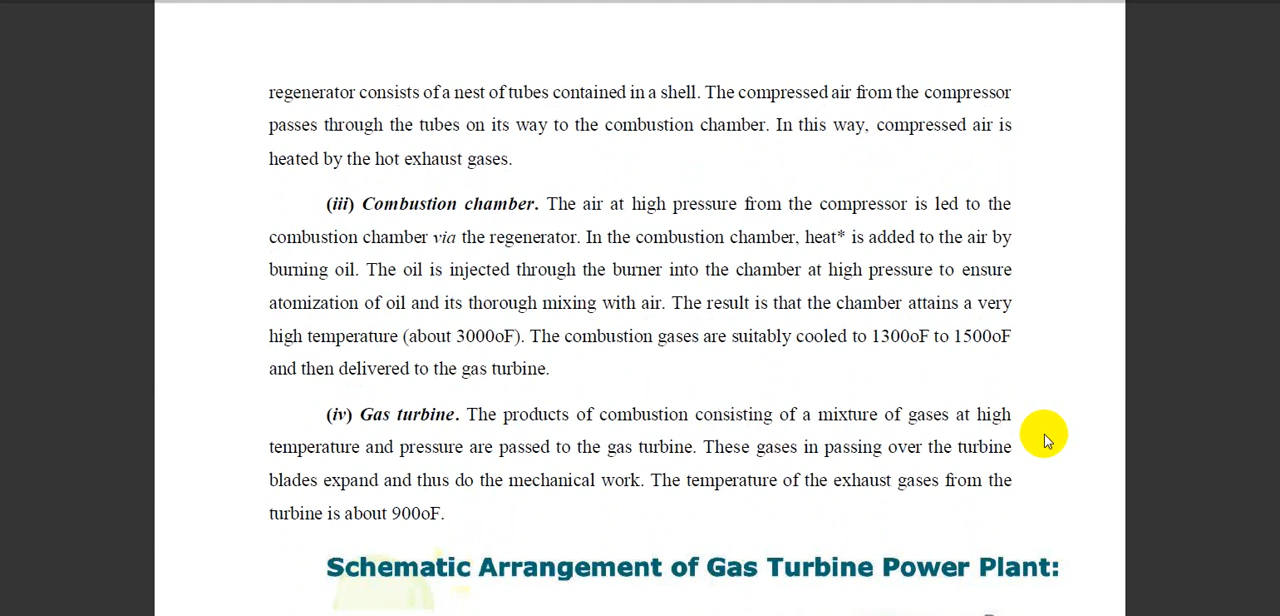 regenerator consists of a nest of tubes contained in a shell. The compressed air from the compressor
passes through the tubes on its way to the combustion chamber. In this way, compressed air is
heated by the hot exhaust gases.
(iii) Combustion chamber. The air at high pressure from the compressor is led to the
combustion chamber via the regenerator. In the combustion chamber, heat* is added to the air by
burning oil. The oil is injected through the burner into the chamber at high pressure to ensure
atomization of oil and its thorough mixing with air. The result is that the chamber attains a very
high temperature (about 3000oF). The combustion gases are suitably cooled to 1300oF to 1500oF
and then delivered to the gas turbine.
(iv) Gas turbine. The products of combustion consisting of a mixture of gases at high
temperature and pressure are passed to the gas turbine. These gases in passing over the turbine
blades expand and thus do the mechanical work. The temperature of the exhaust gases from the
turbine is about 900oF.
Schematic Arrangement of Gas Turbine Power Plant: